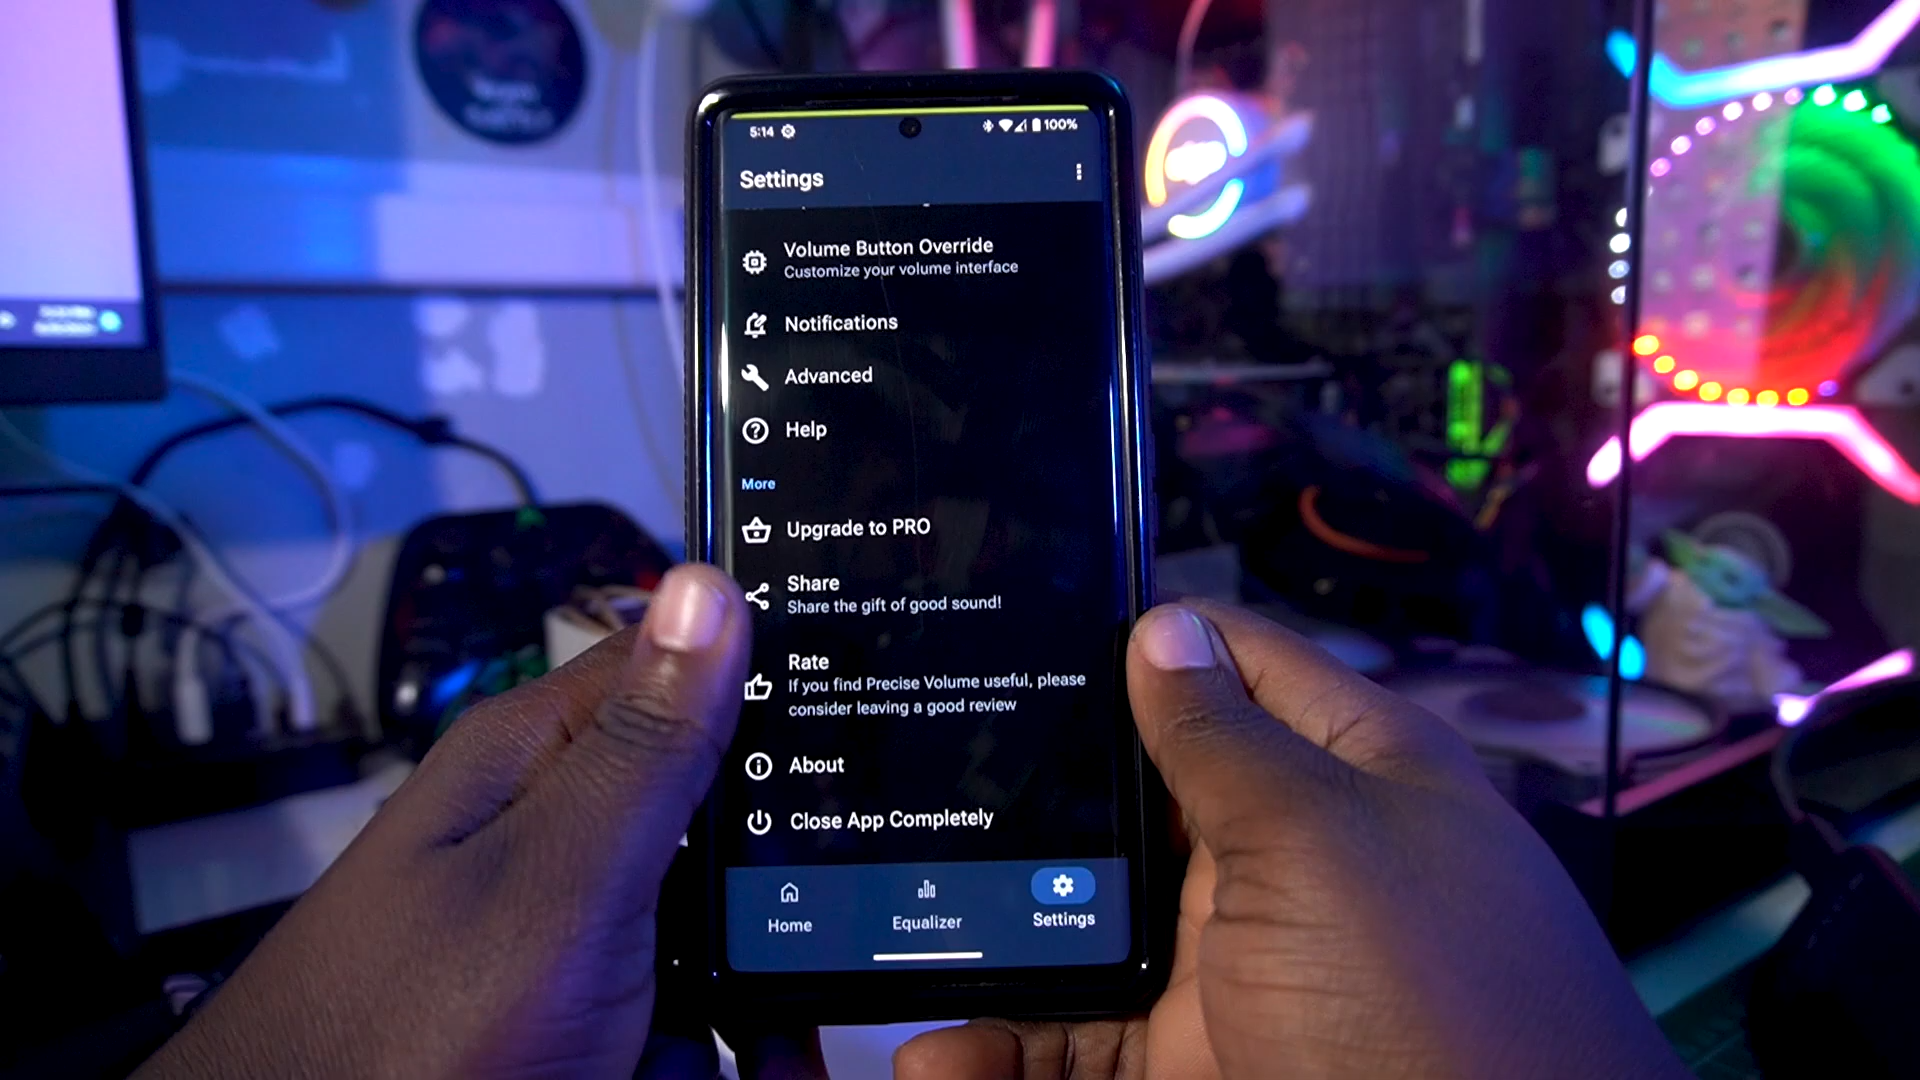 5:14
100%
Settings
Volume Button Override
Customize your volume interface
Notifications
Advanced
Help
More
Upgrade to PRO
Share
Share the gift of good sound!
Rate
If you find Precise Volume useful, please
consider leaving a good review
About
Close App Completely
Home
Equalizer
Settings